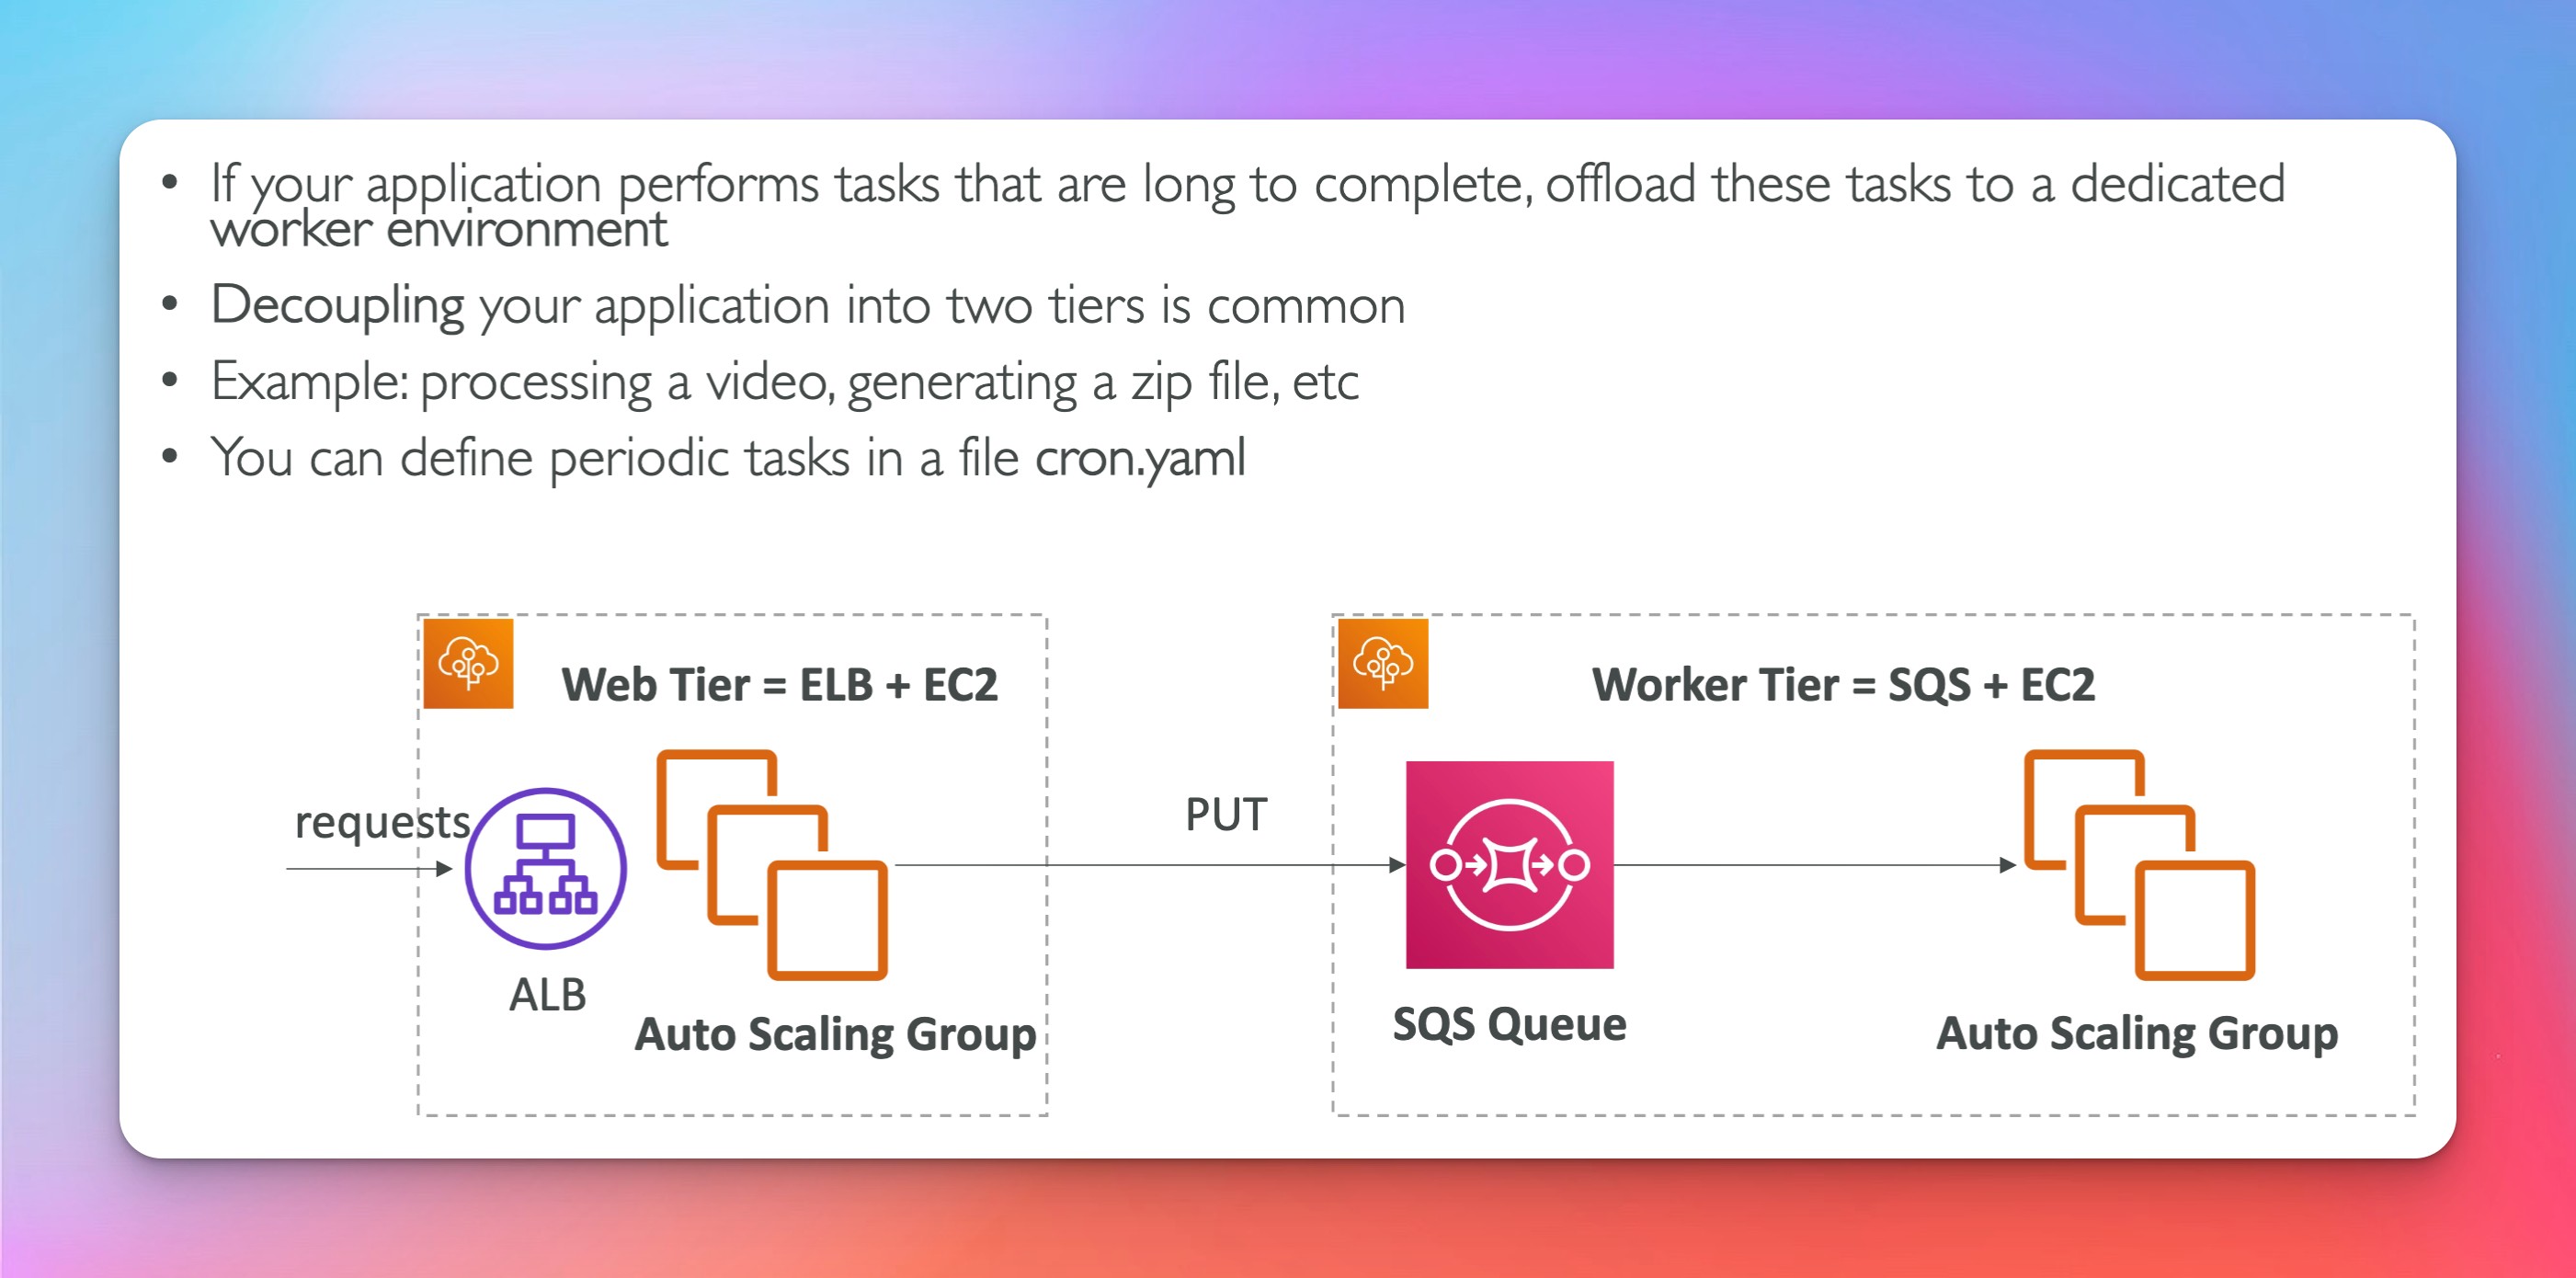 • If your application performs tasks that are long to complete, offload these tasks to a dedicated
worker environment
• Decoupling your application into two tiers is common
• Example: processing a video, generating a zip file, etc
• You can define periodic tasks in a file cron.yaml
Web Tier = ELB + EC2
Worker Tier = SQS + EC2
requests
PUT
ALB
Auto Scaling Group
SQS Queue
Auto Scaling Group